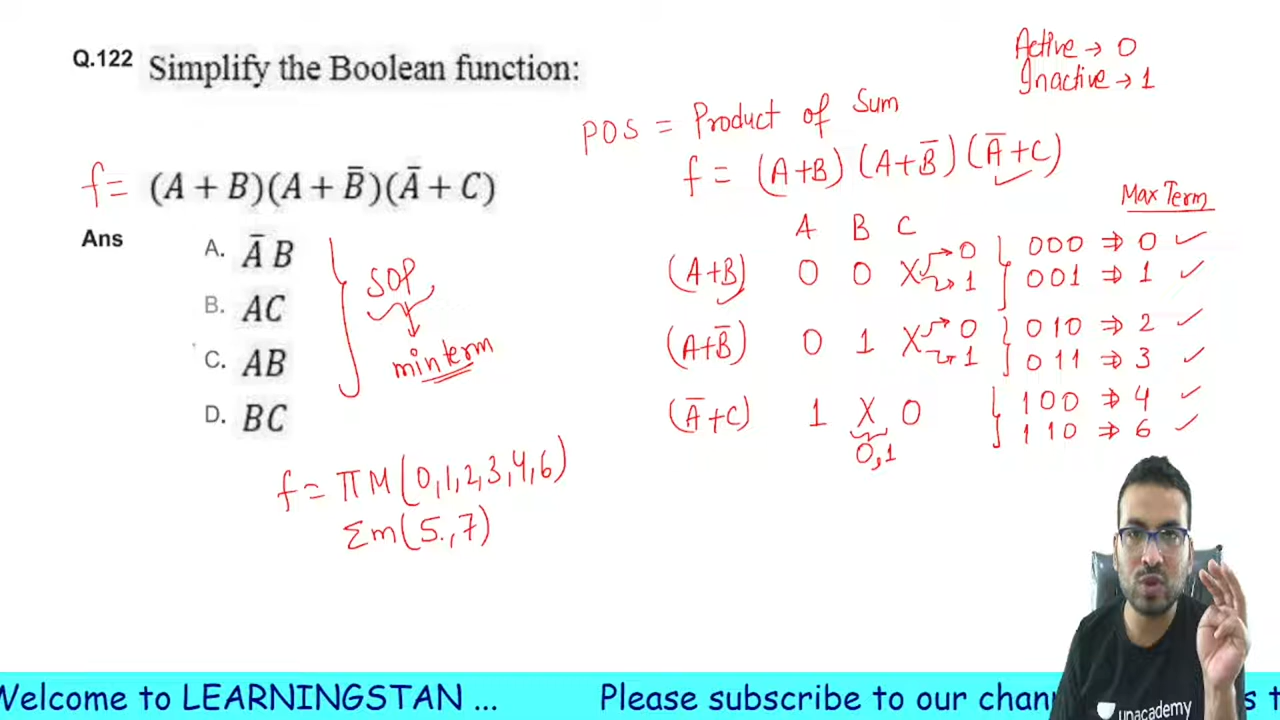 Q.122 Simplify the Boolean function:
f= (A + B)(A + B̄)(Ā + C)
Ans
A. Ā B
B. AC
C. AB
D. BC
SOP
minterm
f = πM(0,1,2,3,4,6)
Σm(5,7)
Active → 0
Inactive → 1
POS = Product of Sum
f = (A+B) (A+B̄) (Ā+C)
Max Term
A B C
(A+B) 0 0 X → 0
→ 1
000 ⇒ 0 ✓
001 ⇒ 1 ✓
(A+B̄) 0 1 X → 0
→ 1
010 ⇒ 2 ✓
011 ⇒ 3 ✓
(Ā+C) 1 X 0
0,1
100 ⇒ 4 ✓
110 ⇒ 6 ✓
unacademy
Welcome to LEARNINGSTAN ... Please subscribe to our chan